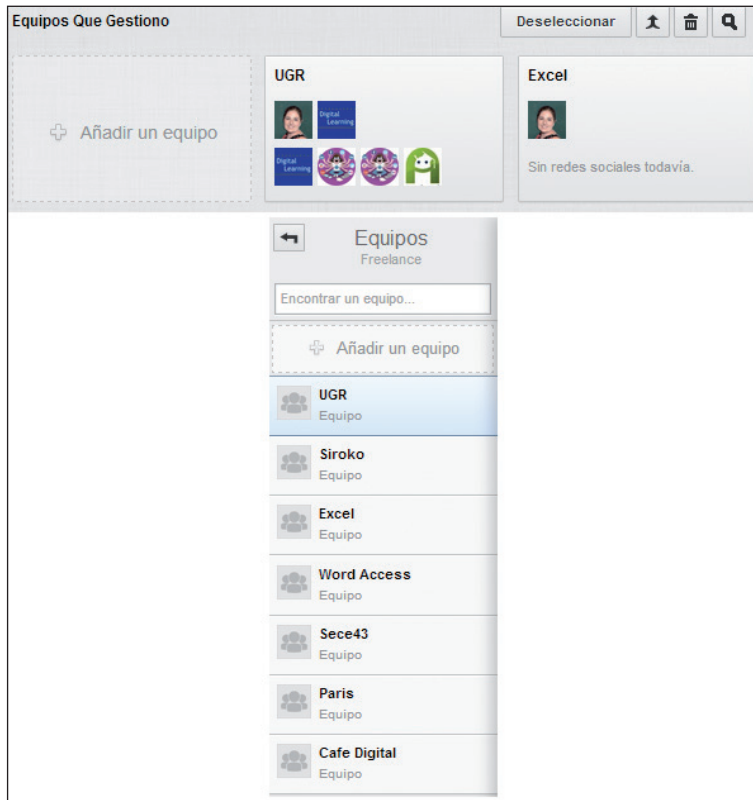 Equipos Que Gestiono
Deseleccionar
Añadir un equipo
UGR
Digital
Learning
Digital
Learning
Excel
Sin redes sociales todavía.
Equipos
Freelance
Encontrar un equipo...
Añadir un equipo
UGR
Equipo
Siroko
Equipo
Excel
Equipo
Word Access
Equipo
Sece43
Equipo
Paris
Equipo
Cafe Digital
Equipo